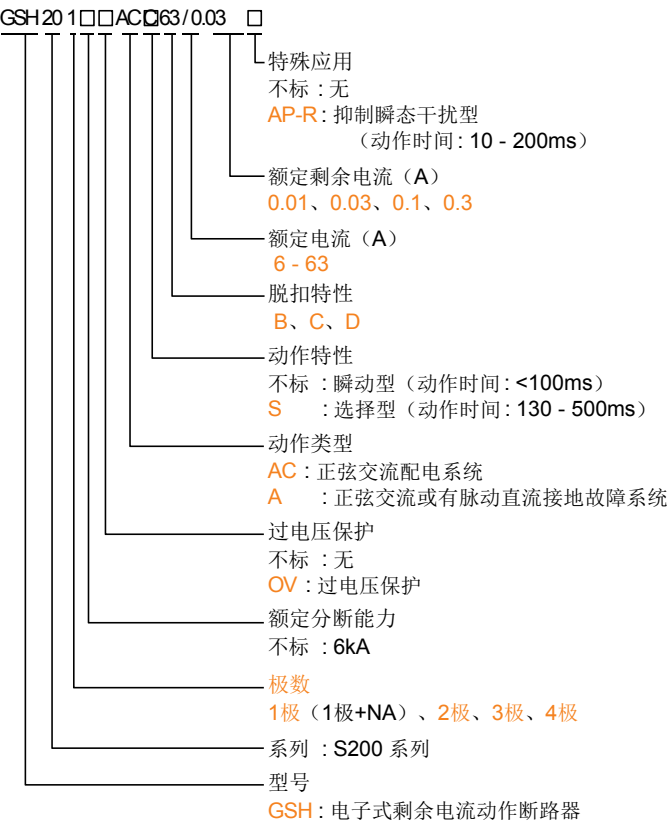 GSH 20 1□□AC□C63/0.03 □
特殊应用
不标：无
AP-R：抑制瞬态干扰型
（动作时间：10 - 200ms）
额定剩余电流（A）
0.01、0.03、0.1、0.3
额定电流（A）
6 - 63
脱扣特性
B、C、D
动作特性
不标 ：瞬动型（动作时间：<100ms）
S ：选择型（动作时间：130 - 500ms）
动作类型
AC：正弦交流配电系统
A ：正弦交流或有脉动直流接地故障系统
过电压保护
不标 ：无
OV：过电压保护
额定分断能力
不标 ：6kA
极数
1极（1极+NA）、2极、3极、4极
系列 ：S200 系列
型号
GSH：电子式剩余电流动作断路器